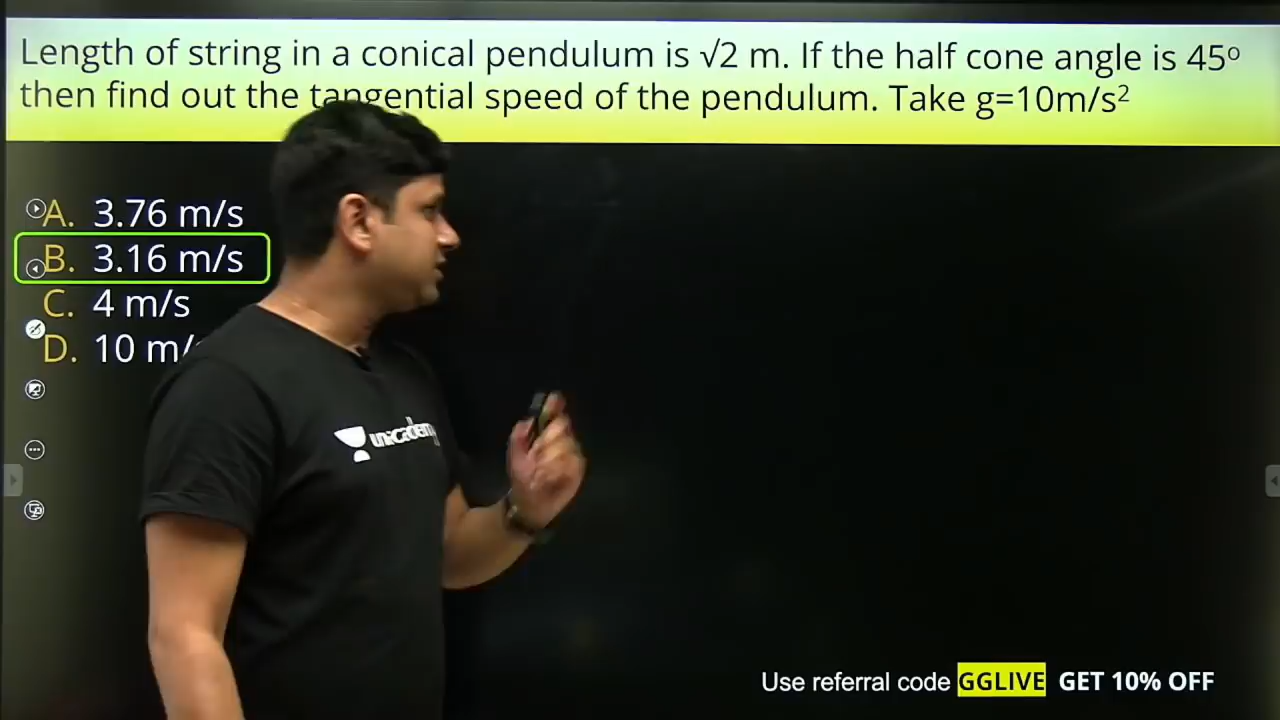 Length of string in a conical pendulum is √2 m. If the half cone angle is 45º
then find out the tangential speed of the pendulum. Take g=10m/s²
A. 3.76 m/s
B. 3.16 m/s
C. 4 m/s
D. 10 m/s
unacademy
Use referral code GGLIVE GET 10% OFF